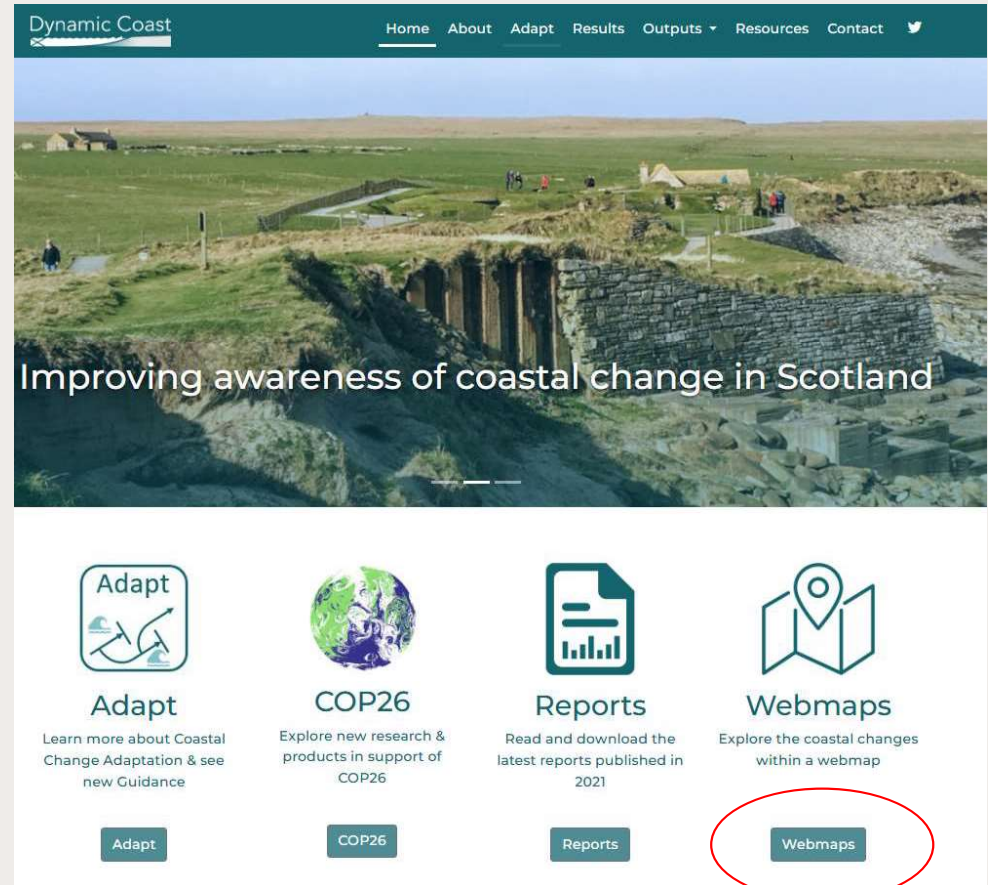 Dynamic Coast
Home About Adapt Results Outputs Resources Contact
Improving awareness of coastal change in Scotland
Adapt
Adapt
Learn more about Coastal
Change Adaptation & see
new Guidance
Adapt
COP26
Explore new research &
products in support of
COP26
COP26
Reports
Read and download the
latest reports published in
2021
Reports
Webmaps
Explore the coastal changes
within a webmap
Webmaps